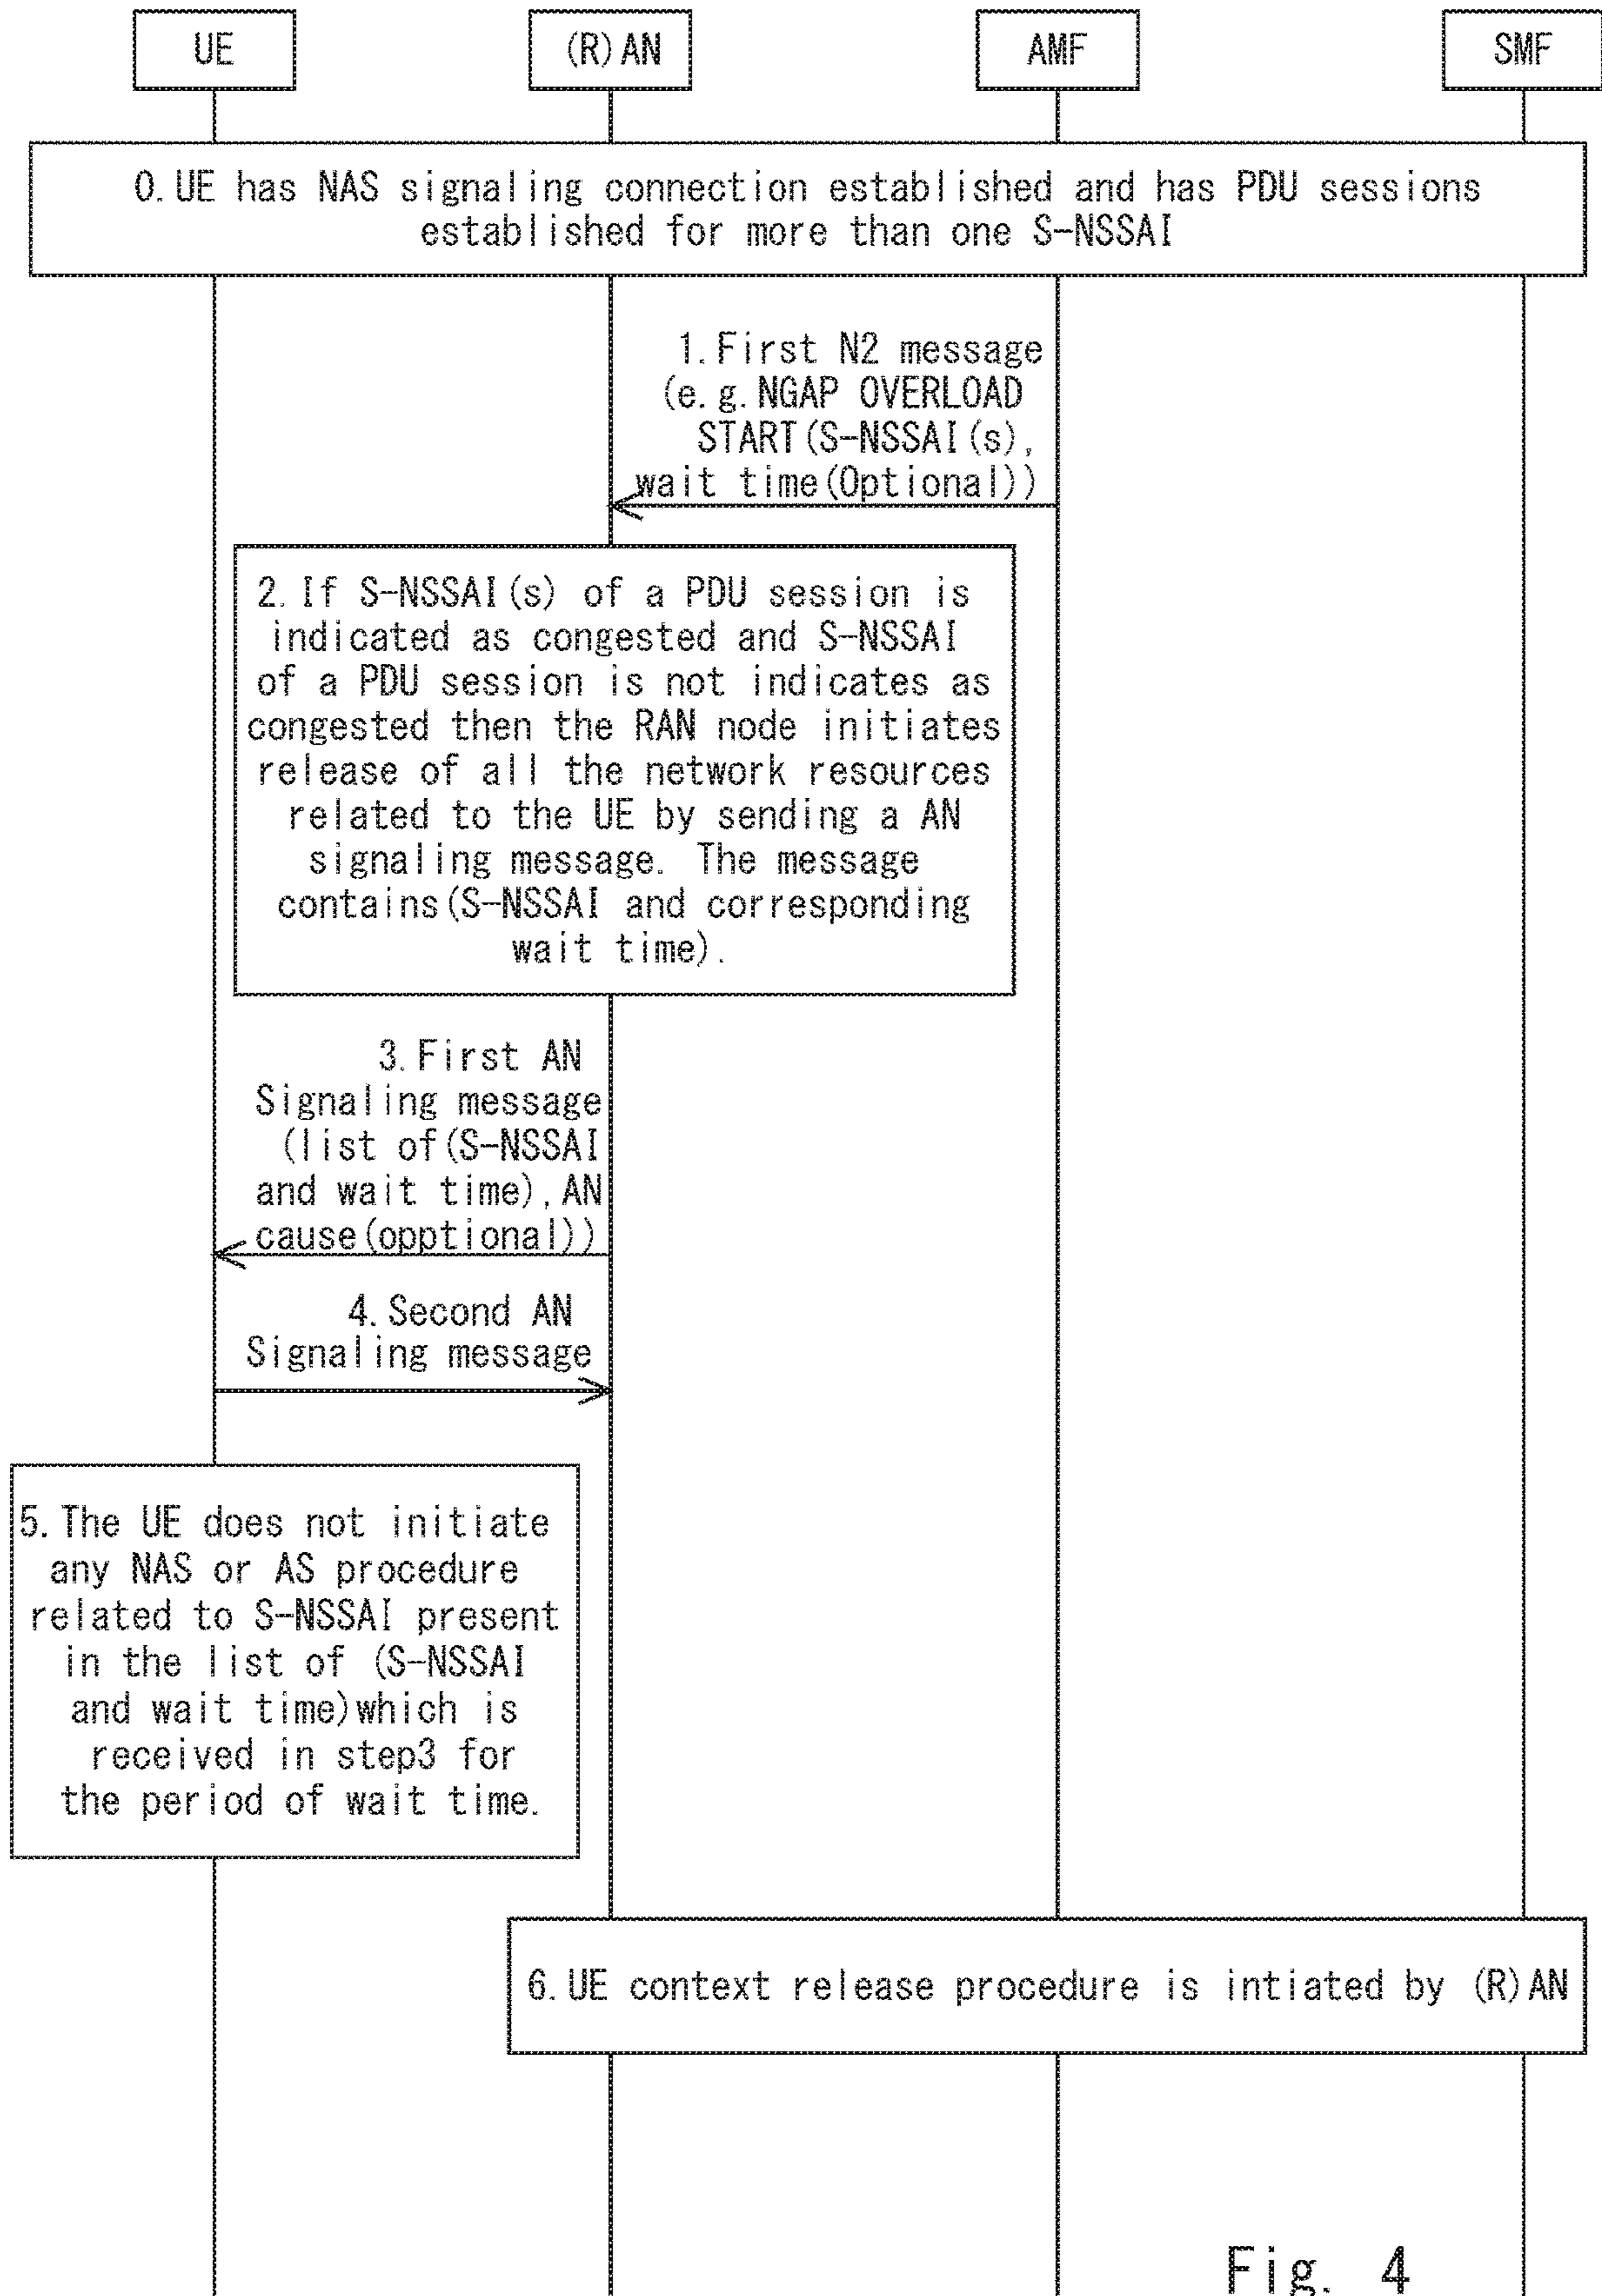 UE
(R)AN
AMF
SMF
0.UE has NAS signaling connection established and has PDU sessions
established for more than one S-NSSAI
1.First N2 message
(e.g.NGAP OVERLOAD
START(S-NSSAI(s),
wait time(Optional))
2.If S-NSSAI(s) of a PDU session is
indicated as congested and S-NSSAI
of a PDU session is not indicates as
congested then the RAN node initiates
release of all the network resources
related to the UE by sending a AN
signaling message. The message
contains(S-NSSAI and corresponding
wait time).
3.First AN
Signaling message
(list of(S-NSSAI
and wait time),AN
cause(opptional))
4.Second AN
Signaling message
5.The UE does not initiate
any NAS or AS procedure
related to S-NSSAI present
in the list of (S-NSSAI
and wait time)which is
received in step3 for
the period of wait time.
6.UE context release procedure is intiated by (R)AN
Fig. 4